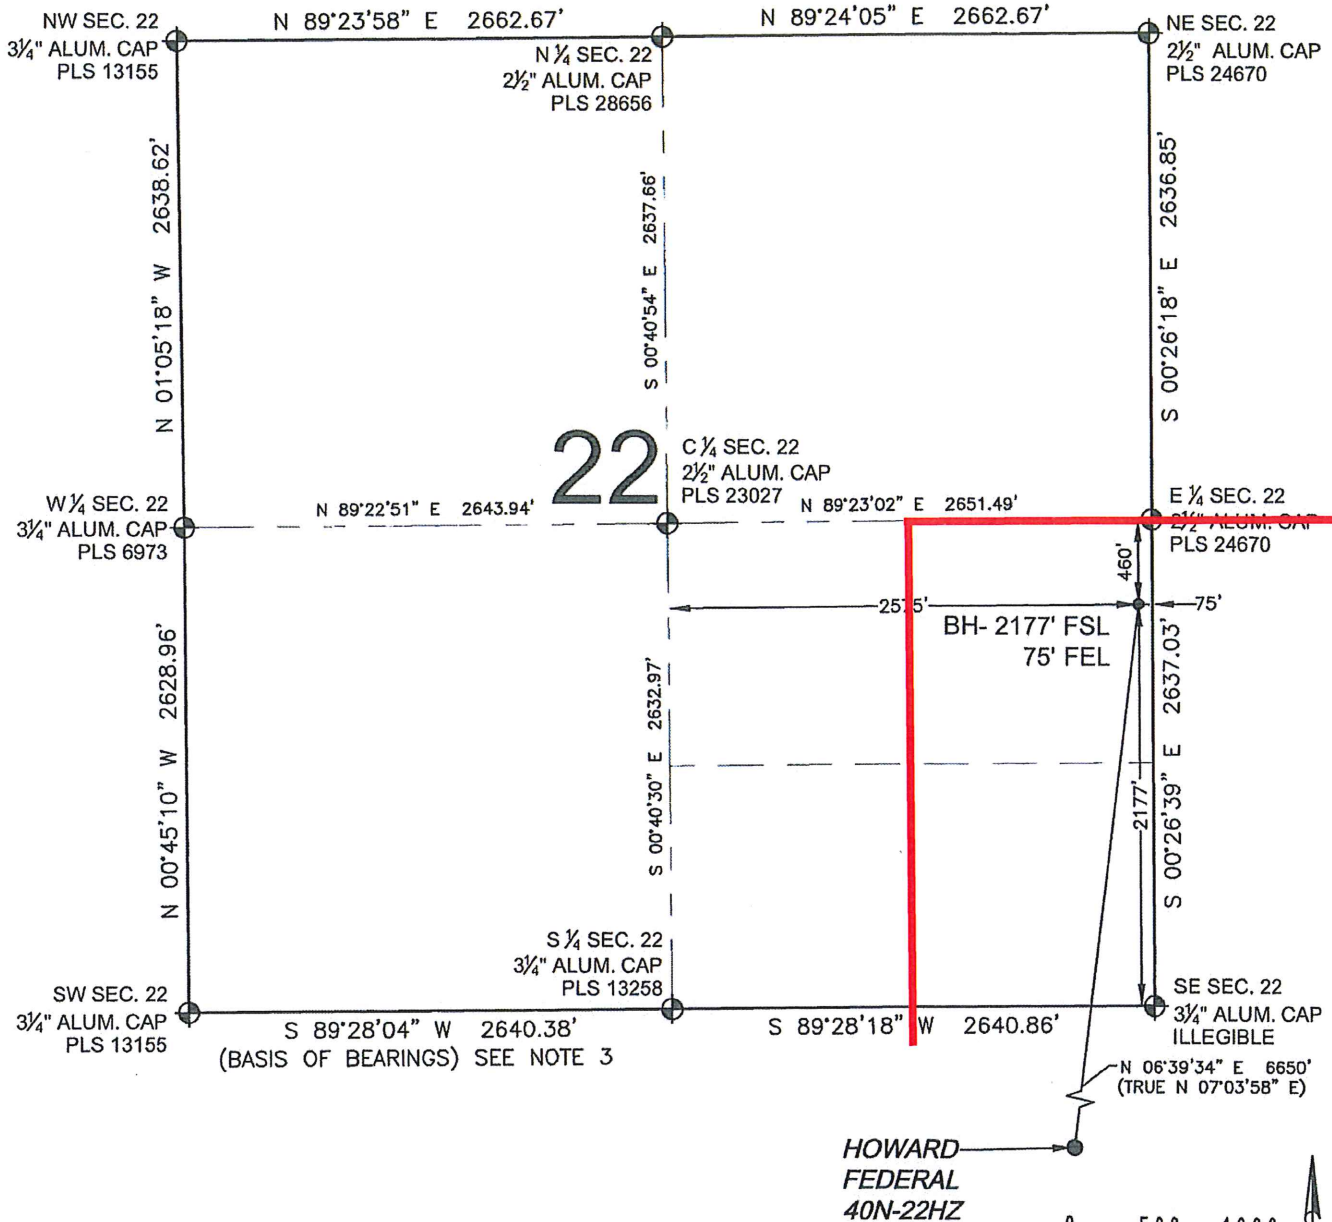 NW SEC. 22
3¼" ALUM. CAP
PLS 13155
N 89°23'58" E 2662.67'
N ¼ SEC. 22
2½" ALUM. CAP
PLS 28656
N 89°24'05" E 2662.67'
NE SEC. 22
2½" ALUM. CAP
PLS 24670
N 01°05'18" W 2638.62'
S 00°40'54" E 2637.66'
S 00°26'18" E 2636.85'
22
C ¼ SEC. 22
2½" ALUM. CAP
PLS 23027
W ¼ SEC. 22
3¼" ALUM. CAP
PLS 6973
N 89°22'51" E 2643.94'
N 89°23'02" E 2651.49'
E ¼ SEC. 22
2½" ALUM. CAP
PLS 24670
460'
2575'
75'
BH- 2177' FSL
75' FEL
N 00°45'10" W 2628.96'
S 00°40'30" E 2632.97'
2177'
S 00°26'39" E 2637.03'
S ¼ SEC. 22
3¼" ALUM. CAP
PLS 13258
SW SEC. 22
3¼" ALUM. CAP
PLS 13155
S 89°28'04" W 2640.38'
(BASIS OF BEARINGS) SEE NOTE 3
S 89°28'18" W 2640.86'
SE SEC. 22
3¼" ALUM. CAP
ILLEGIBLE
N 06°39'34" E 6650'
(TRUE N 07°03'58" E)
HOWARD
FEDERAL
40N-22HZ